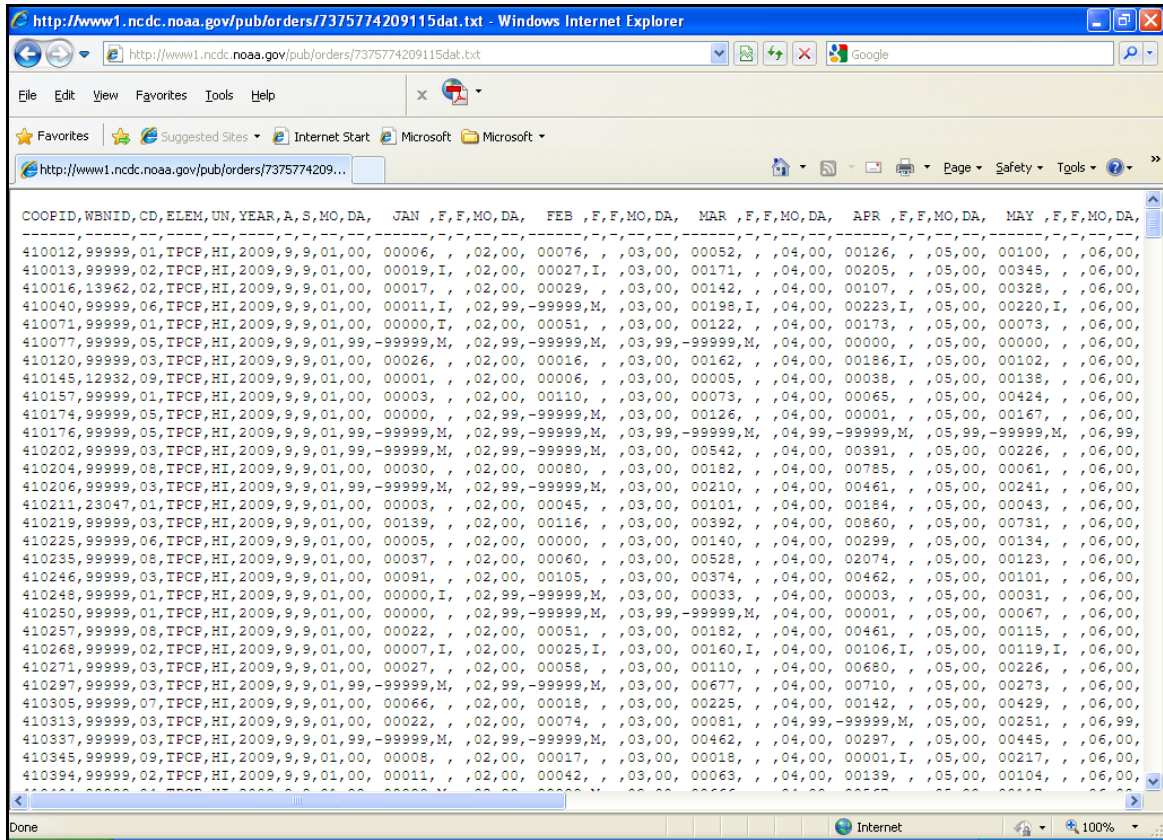 http://www1.ncdc.noaa.gov/pub/orders/7375774209115dat.txt - Windows Internet Explorer
http://www1.ncdc.noaa.gov/pub/orders/7375774209115dat.txt Google
File Edit View Favorites Tools Help x
Favorites Suggested Sites Internet Start Microsoft Microsoft
http://www1.ncdc.noaa.gov/pub/orders/7375774209... Page Safety Tools »
COOPID,WBNID,CD,ELEM,UN,YEAR,A,S,MO,DA, JAN ,F,F,MO,DA, FEB ,F,F,MO,DA, MAR ,F,F,MO,DA, APR ,F,F,MO,DA, MAY ,F,F,MO,DA,
------,-----,--,----,--,----,-,-,--,--,------,-,-,--,--,------,-,-,--,--,------,-,-,--,--,------,-,-,--,--,------,-,-,--,--,
410012,99999,01,TPCP,HI,2009,9,9,01,00, 00006, , ,02,00, 00076, , ,03,00, 00052, , ,04,00, 00126, , ,05,00, 00100, , ,06,00,
410013,99999,02,TPCP,HI,2009,9,9,01,00, 00019,I, ,02,00, 00027,I, ,03,00, 00171, , ,04,00, 00205, , ,05,00, 00345, , ,06,00,
410016,13962,02,TPCP,HI,2009,9,9,01,00, 00017, , ,02,00, 00029, , ,03,00, 00142, , ,04,00, 00107, , ,05,00, 00328, , ,06,00,
410040,99999,06,TPCP,HI,2009,9,9,01,00, 00011,I, ,02,99,-99999,M, ,03,00, 00198,I, ,04,00, 00223,I, ,05,00, 00220,I, ,06,00,
410071,99999,01,TPCP,HI,2009,9,9,01,00, 00000,T, ,02,00, 00051, , ,03,00, 00122, , ,04,00, 00173, , ,05,00, 00073, , ,06,00,
410077,99999,05,TPCP,HI,2009,9,9,01,99,-99999,M, ,02,99,-99999,M, ,03,99,-99999,M, ,04,00, 00000, , ,05,00, 00000, , ,06,00,
410120,99999,03,TPCP,HI,2009,9,9,01,00, 00026, , ,02,00, 00016, , ,03,00, 00162, , ,04,00, 00186,I, ,05,00, 00102, , ,06,00,
410145,12932,09,TPCP,HI,2009,9,9,01,00, 00001, , ,02,00, 00006, , ,03,00, 00005, , ,04,00, 00038, , ,05,00, 00138, , ,06,00,
410157,99999,01,TPCP,HI,2009,9,9,01,00, 00003, , ,02,00, 00110, , ,03,00, 00073, , ,04,00, 00065, , ,05,00, 00424, , ,06,00,
410174,99999,05,TPCP,HI,2009,9,9,01,00, 00000, , ,02,99,-99999,M, ,03,00, 00126, , ,04,00, 00001, , ,05,00, 00167, , ,06,00,
410176,99999,05,TPCP,HI,2009,9,9,01,99,-99999,M, ,02,99,-99999,M, ,03,99,-99999,M, ,04,99,-99999,M, ,05,99,-99999,M, ,06,99,
410202,99999,03,TPCP,HI,2009,9,9,01,99,-99999,M, ,02,99,-99999,M, ,03,00, 00542, , ,04,00, 00391, , ,05,00, 00226, , ,06,00,
410204,99999,08,TPCP,HI,2009,9,9,01,00, 00030, , ,02,00, 00080, , ,03,00, 00182, , ,04,00, 00785, , ,05,00, 00061, , ,06,00,
410206,99999,03,TPCP,HI,2009,9,9,01,99,-99999,M, ,02,99,-99999,M, ,03,00, 00210, , ,04,00, 00461, , ,05,00, 00241, , ,06,00,
410211,23047,01,TPCP,HI,2009,9,9,01,00, 00003, , ,02,00, 00045, , ,03,00, 00101, , ,04,00, 00184, , ,05,00, 00043, , ,06,00,
410219,99999,03,TPCP,HI,2009,9,9,01,00, 00139, , ,02,00, 00116, , ,03,00, 00392, , ,04,00, 00860, , ,05,00, 00731, , ,06,00,
410225,99999,06,TPCP,HI,2009,9,9,01,00, 00005, , ,02,00, 00000, , ,03,00, 00140, , ,04,00, 00299, , ,05,00, 00134, , ,06,00,
410235,99999,08,TPCP,HI,2009,9,9,01,00, 00037, , ,02,00, 00060, , ,03,00, 00528, , ,04,00, 02074, , ,05,00, 00123, , ,06,00,
410246,99999,03,TPCP,HI,2009,9,9,01,00, 00091, , ,02,00, 00105, , ,03,00, 00374, , ,04,00, 00462, , ,05,00, 00101, , ,06,00,
410248,99999,01,TPCP,HI,2009,9,9,01,00, 00000,I, ,02,99,-99999,M, ,03,00, 00033, , ,04,00, 00003, , ,05,00, 00031, , ,06,00,
410250,99999,01,TPCP,HI,2009,9,9,01,00, 00000, , ,02,99,-99999,M, ,03,99,-99999,M, ,04,00, 00001, , ,05,00, 00067, , ,06,00,
410257,99999,08,TPCP,HI,2009,9,9,01,00, 00022, , ,02,00, 00051, , ,03,00, 00182, , ,04,00, 00461, , ,05,00, 00115, , ,06,00,
410268,99999,02,TPCP,HI,2009,9,9,01,00, 00007,I, ,02,00, 00025,I, ,03,00, 00160,I, ,04,00, 00106,I, ,05,00, 00119,I, ,06,00,
410271,99999,03,TPCP,HI,2009,9,9,01,00, 00027, , ,02,00, 00058, , ,03,00, 00110, , ,04,00, 00680, , ,05,00, 00226, , ,06,00,
410297,99999,03,TPCP,HI,2009,9,9,01,99,-99999,M, ,02,99,-99999,M, ,03,00, 00677, , ,04,00, 00710, , ,05,00, 00273, , ,06,00,
410305,99999,07,TPCP,HI,2009,9,9,01,00, 00066, , ,02,00, 00018, , ,03,00, 00225, , ,04,00, 00142, , ,05,00, 00429, , ,06,00,
410313,99999,03,TPCP,HI,2009,9,9,01,00, 00022, , ,02,00, 00074, , ,03,00, 00081, , ,04,99,-99999,M, ,05,00, 00251, , ,06,99,
410337,99999,03,TPCP,HI,2009,9,9,01,99,-99999,M, ,02,99,-99999,M, ,03,00, 00462, , ,04,00, 00297, , ,05,00, 00445, , ,06,00,
410345,99999,09,TPCP,HI,2009,9,9,01,00, 00008, , ,02,00, 00017, , ,03,00, 00018, , ,04,00, 00001,I, ,05,00, 00217, , ,06,00,
410394,99999,02,TPCP,HI,2009,9,9,01,00, 00011, , ,02,00, 00042, , ,03,00, 00063, , ,04,00, 00139, , ,05,00, 00104, , ,06,00,
Done Internet 100%